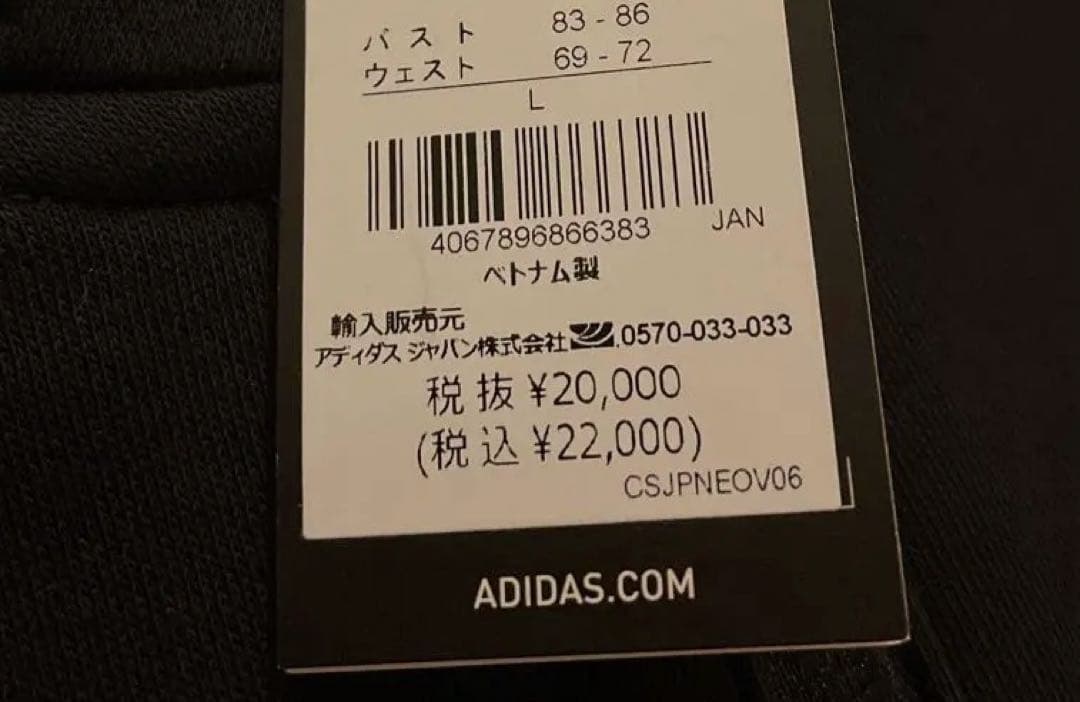 バスト 83 - 86
ウェスト 69 - 72
L
4067896866383 JAN
ベトナム製
輸入販売元
アディダス ジャパン株式会社 0570-033-033
税抜 ¥20,000
(税込 ¥22,000)
CSJPNEOV06
ADIDAS.COM